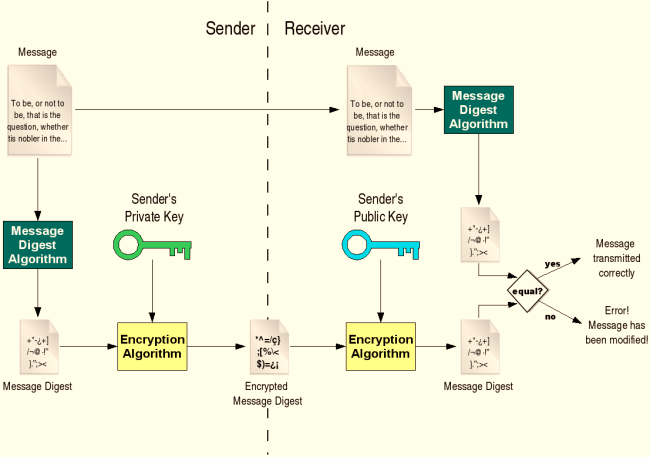 Sender
Receiver
Message
To be, or not to
be, that is the
question, whether
tis nobler in the...
Message
Digest
Algorithm
+*-¿+]
/¬@·!"
}.";><
Message Digest
Sender's
Private Key
Encryption
Algorithm
*^=/ç}
;[%\<
$)=¿¡
Encrypted
Message Digest
Message
To be, or not to
be, that is the
question, whether
tis nobler in the...
Message
Digest
Algorithm
+*-¿+]
/¬@·!"
}.";><
Sender's
Public Key
Encryption
Algorithm
+*-¿+]
/¬@·!"
}.";><
Message Digest
equal?
yes
Message
transmitted
correctly
no
Error!
Message has
been modified!